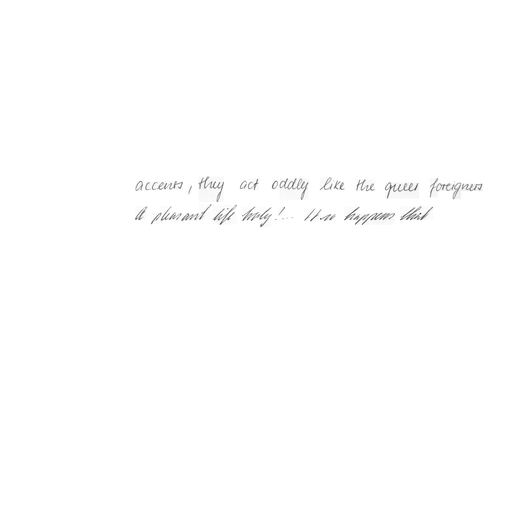 accents, they act oddly like the queer foreigners
A pleasant life truly!... It so happens that